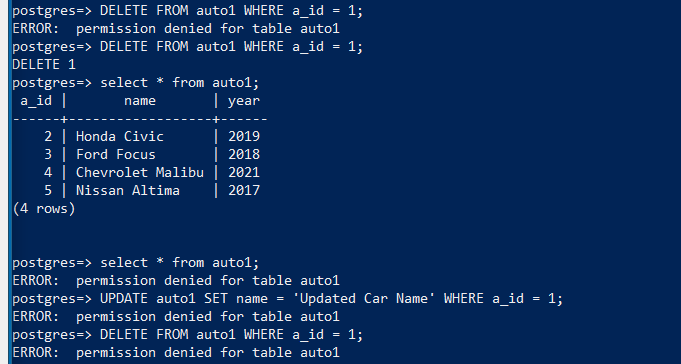 postgres=> DELETE FROM auto1 WHERE a_id = 1;
ERROR:  permission denied for table auto1
postgres=> DELETE FROM auto1 WHERE a_id = 1;
DELETE 1
postgres=> select * from auto1;
 a_id |       name       | year
------+------------------+------
    2 | Honda Civic      | 2019
    3 | Ford Focus       | 2018
    4 | Chevrolet Malibu | 2021
    5 | Nissan Altima    | 2017
(4 rows)
postgres=> select * from auto1;
ERROR:  permission denied for table auto1
postgres=> UPDATE auto1 SET name = 'Updated Car Name' WHERE a_id = 1;
ERROR:  permission denied for table auto1
postgres=> DELETE FROM auto1 WHERE a_id = 1;
ERROR:  permission denied for table auto1